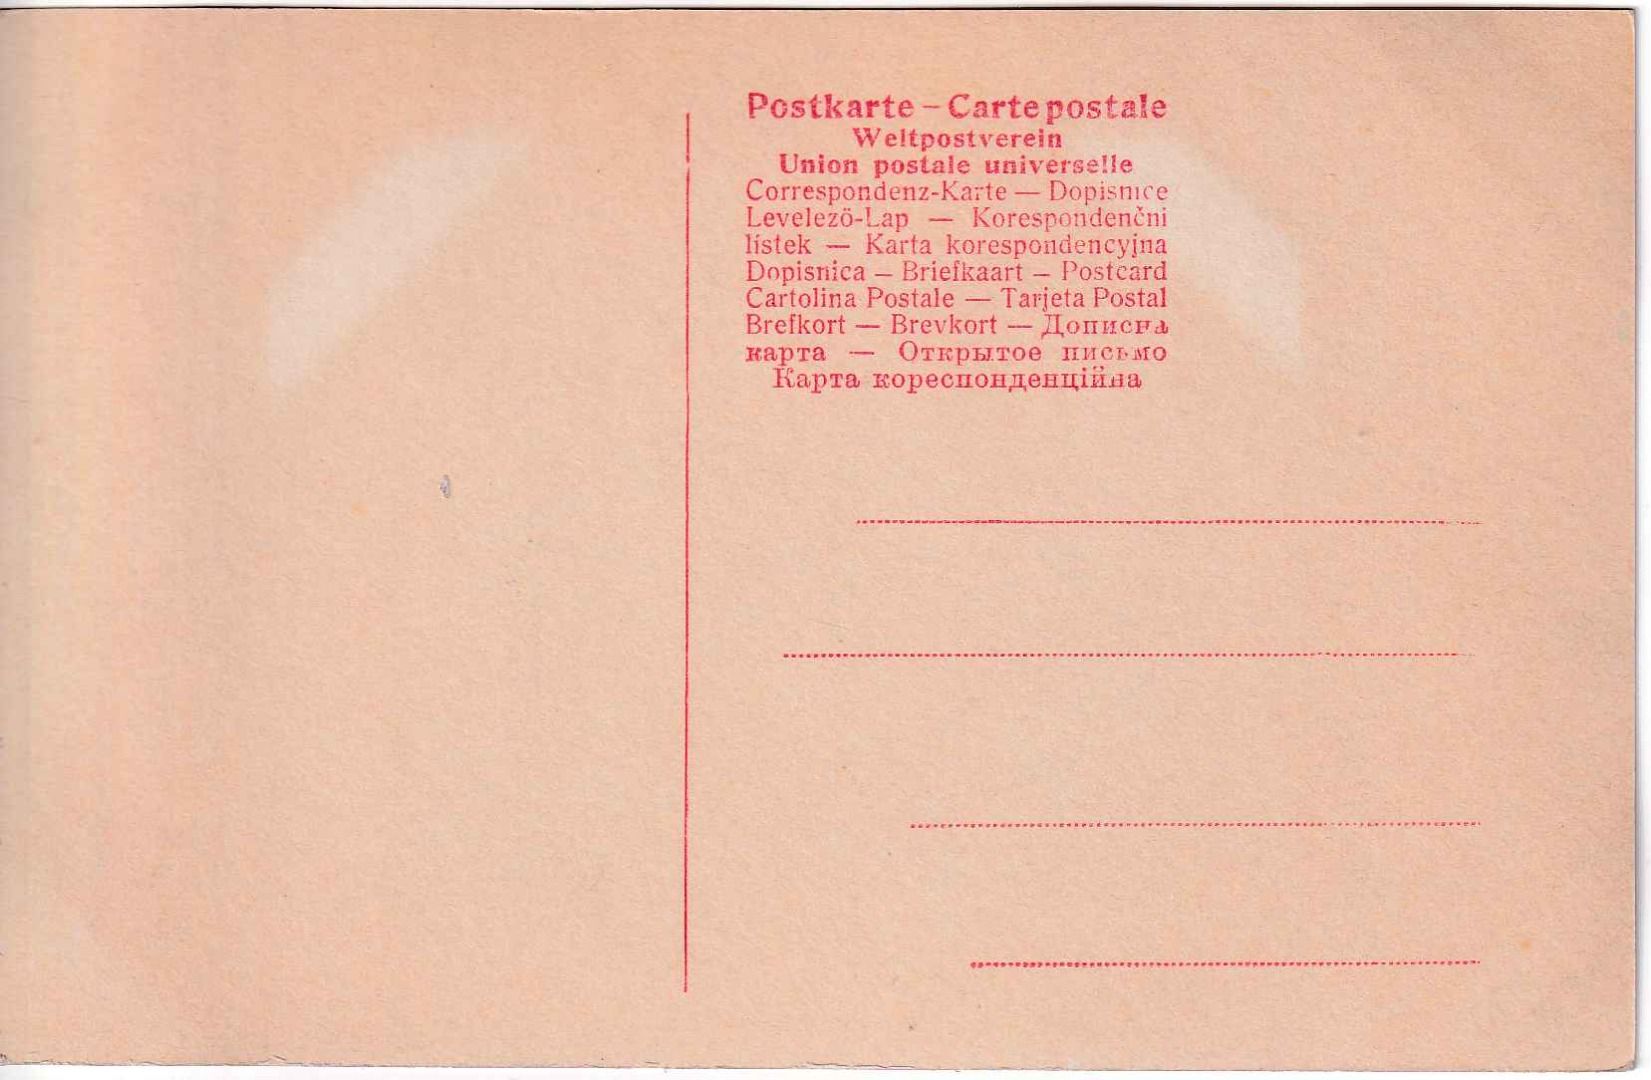 Postkarte – Carte postale
Weltpostverein
Union postale universelle
Correspondenz-Karte — Dopisnice
Levelezö-Lap — Korespondenčni
lístek — Karta korespondencyjna
Dopisnica — Briefkaart — Postcard
Cartolina Postale — Tarjeta Postal
Brefkort — Brevkort — Дописна
карта — Открытое письмо
Карта кореспонденційна